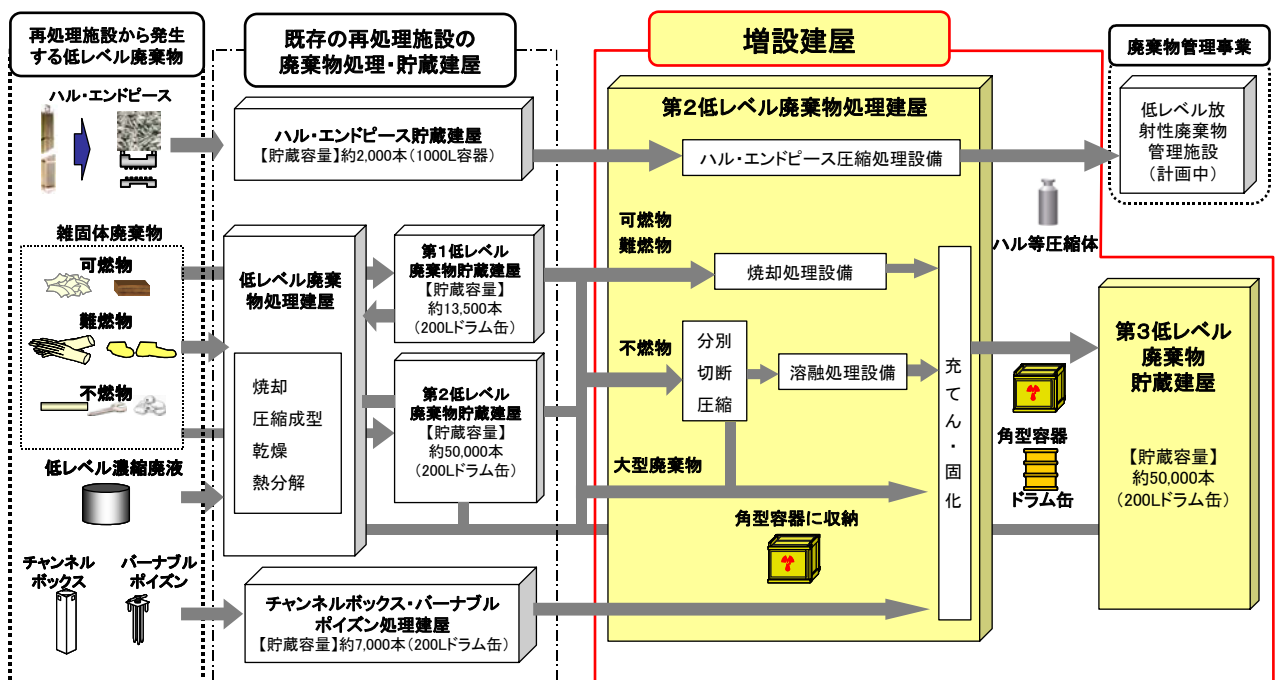 再処理施設から発生
する低レベル廃棄物
ハル・エンドピース
雑固体廃棄物
可燃物
難燃物
不燃物
低レベル濃縮廃液
チャンネル
ボックス
バーナブル
ポイズン
既存の再処理施設の
廃棄物処理・貯蔵建屋
ハル・エンドピース貯蔵建屋
【貯蔵容量】約2,000本(1000L容器)
低レベル廃棄
物処理建屋
焼却
圧縮成型
乾燥
熱分解
第1低レベル
廃棄物貯蔵建屋
【貯蔵容量】
約13,500本
(200Lドラム缶)
第2低レベル
廃棄物貯蔵建屋
【貯蔵容量】
約50,000本
(200Lドラム缶)
チャンネルボックス・バーナブル
ポイズン処理建屋
【貯蔵容量】約7,000本(200Lドラム缶)
増設建屋
第2低レベル廃棄物処理建屋
ハル・エンドピース圧縮処理設備
可燃物
難燃物
焼却処理設備
不燃物
分別
切断
圧縮
溶融処理設備
大型廃棄物
角型容器に収納
充てん・固化
廃棄物管理事業
低レベル放
射性廃棄物
管理施設
(計画中)
ハル等圧縮体
角型容器
ドラム缶
第3低レベル
廃棄物
貯蔵建屋
【貯蔵容量】
約50,000本
(200Lドラム缶)